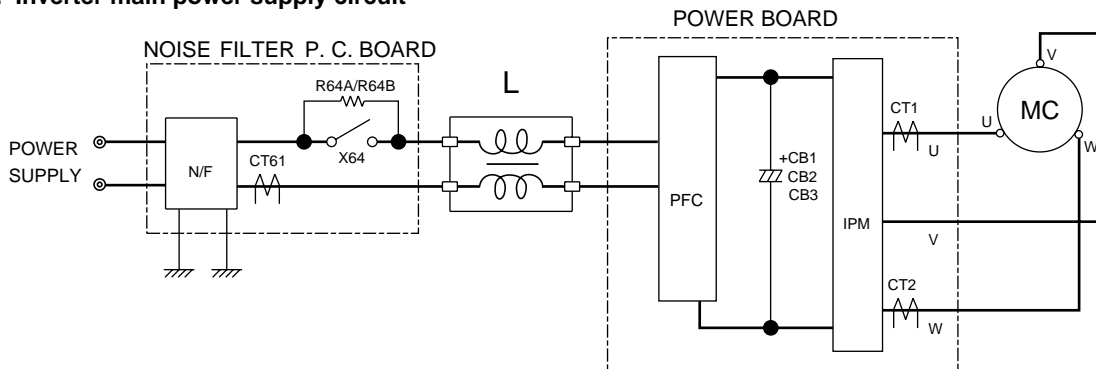 Inverter main power supply circuit
POWER BOARD
NOISE FILTER P. C. BOARD
R64A/R64B
L
V
CT1
MC
U
U
W
POWER
SUPPLY
N/F
CT61
X64
+CB1
CB2
CB3
PFC
IPM
V
CT2
W